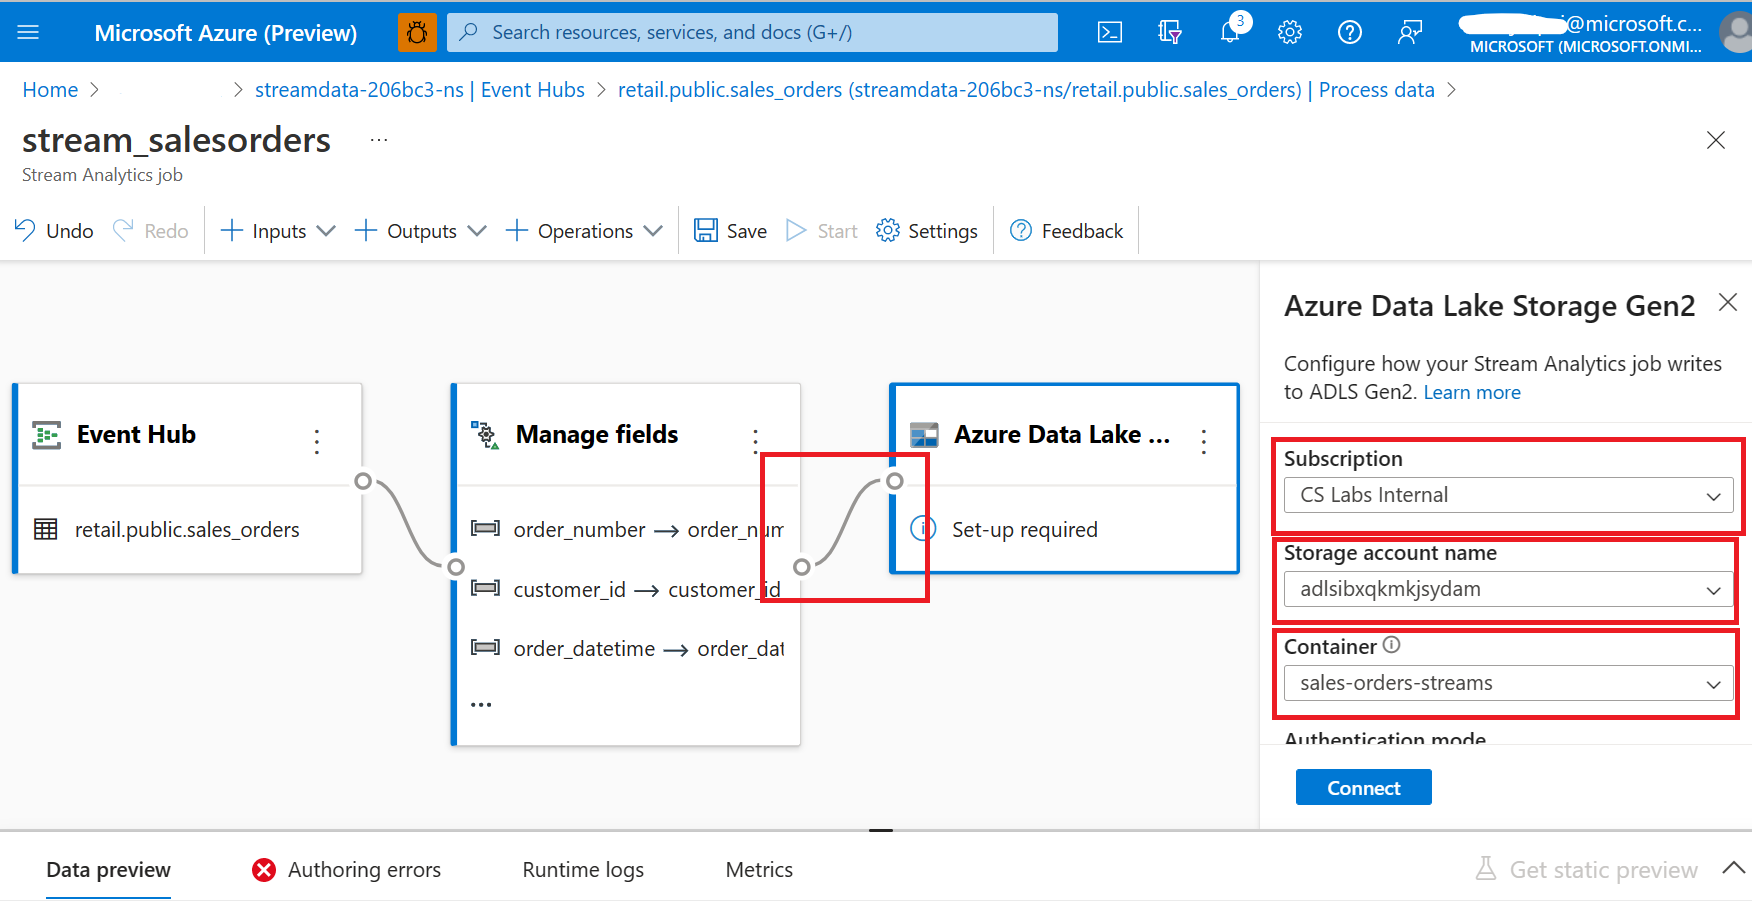 Microsoft Azure (Preview)
Search resources, services, and docs (G+/)
3
@microsoft.c...
MICROSOFT (MICROSOFT.ONMI...
Home
streamdata-206bc3-ns | Event Hubs
retail.public.sales_orders (streamdata-206bc3-ns/retail.public.sales_orders) | Process data
stream_salesorders ...
Stream Analytics job
Undo
Redo
Inputs
Outputs
Operations
Save
Start
Settings
Feedback
Event Hub
retail.public.sales_orders
Manage fields
order_number → order_num
customer_id → customer_id
order_datetime → order_dat
...
Azure Data Lake ...
Set-up required
Azure Data Lake Storage Gen2
Configure how your Stream Analytics job writes
to ADLS Gen2. Learn more
Subscription
CS Labs Internal
Storage account name
adlsibxqkmkjsydam
Container
sales-orders-streams
Authentication mode
Connect
Data preview
Authoring errors
Runtime logs
Metrics
Get static preview